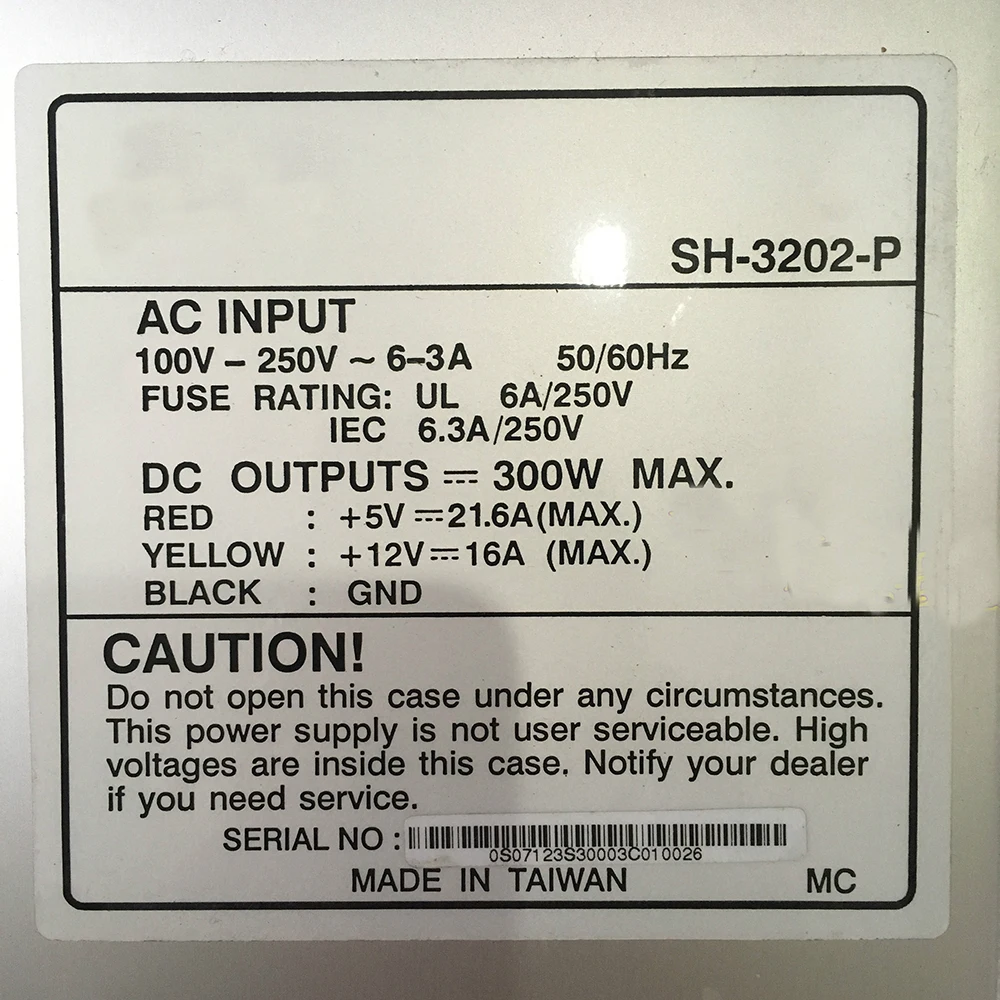 SH-3202-P
AC INPUT
100V – 250V ~ 6–3A 50/60Hz
FUSE RATING: UL 6A/250V
IEC 6.3A/250V
DC OUTPUTS ⎓ 300W MAX.
RED : +5V ⎓ 21.6A (MAX.)
YELLOW : +12V ⎓ 16A (MAX.)
BLACK : GND
CAUTION!
Do not open this case under any circumstances.
This power supply is not user serviceable. High
voltages are inside this case. Notify your dealer
if you need service.
SERIAL NO :
0S07123S30003C010026
MADE IN TAIWAN MC